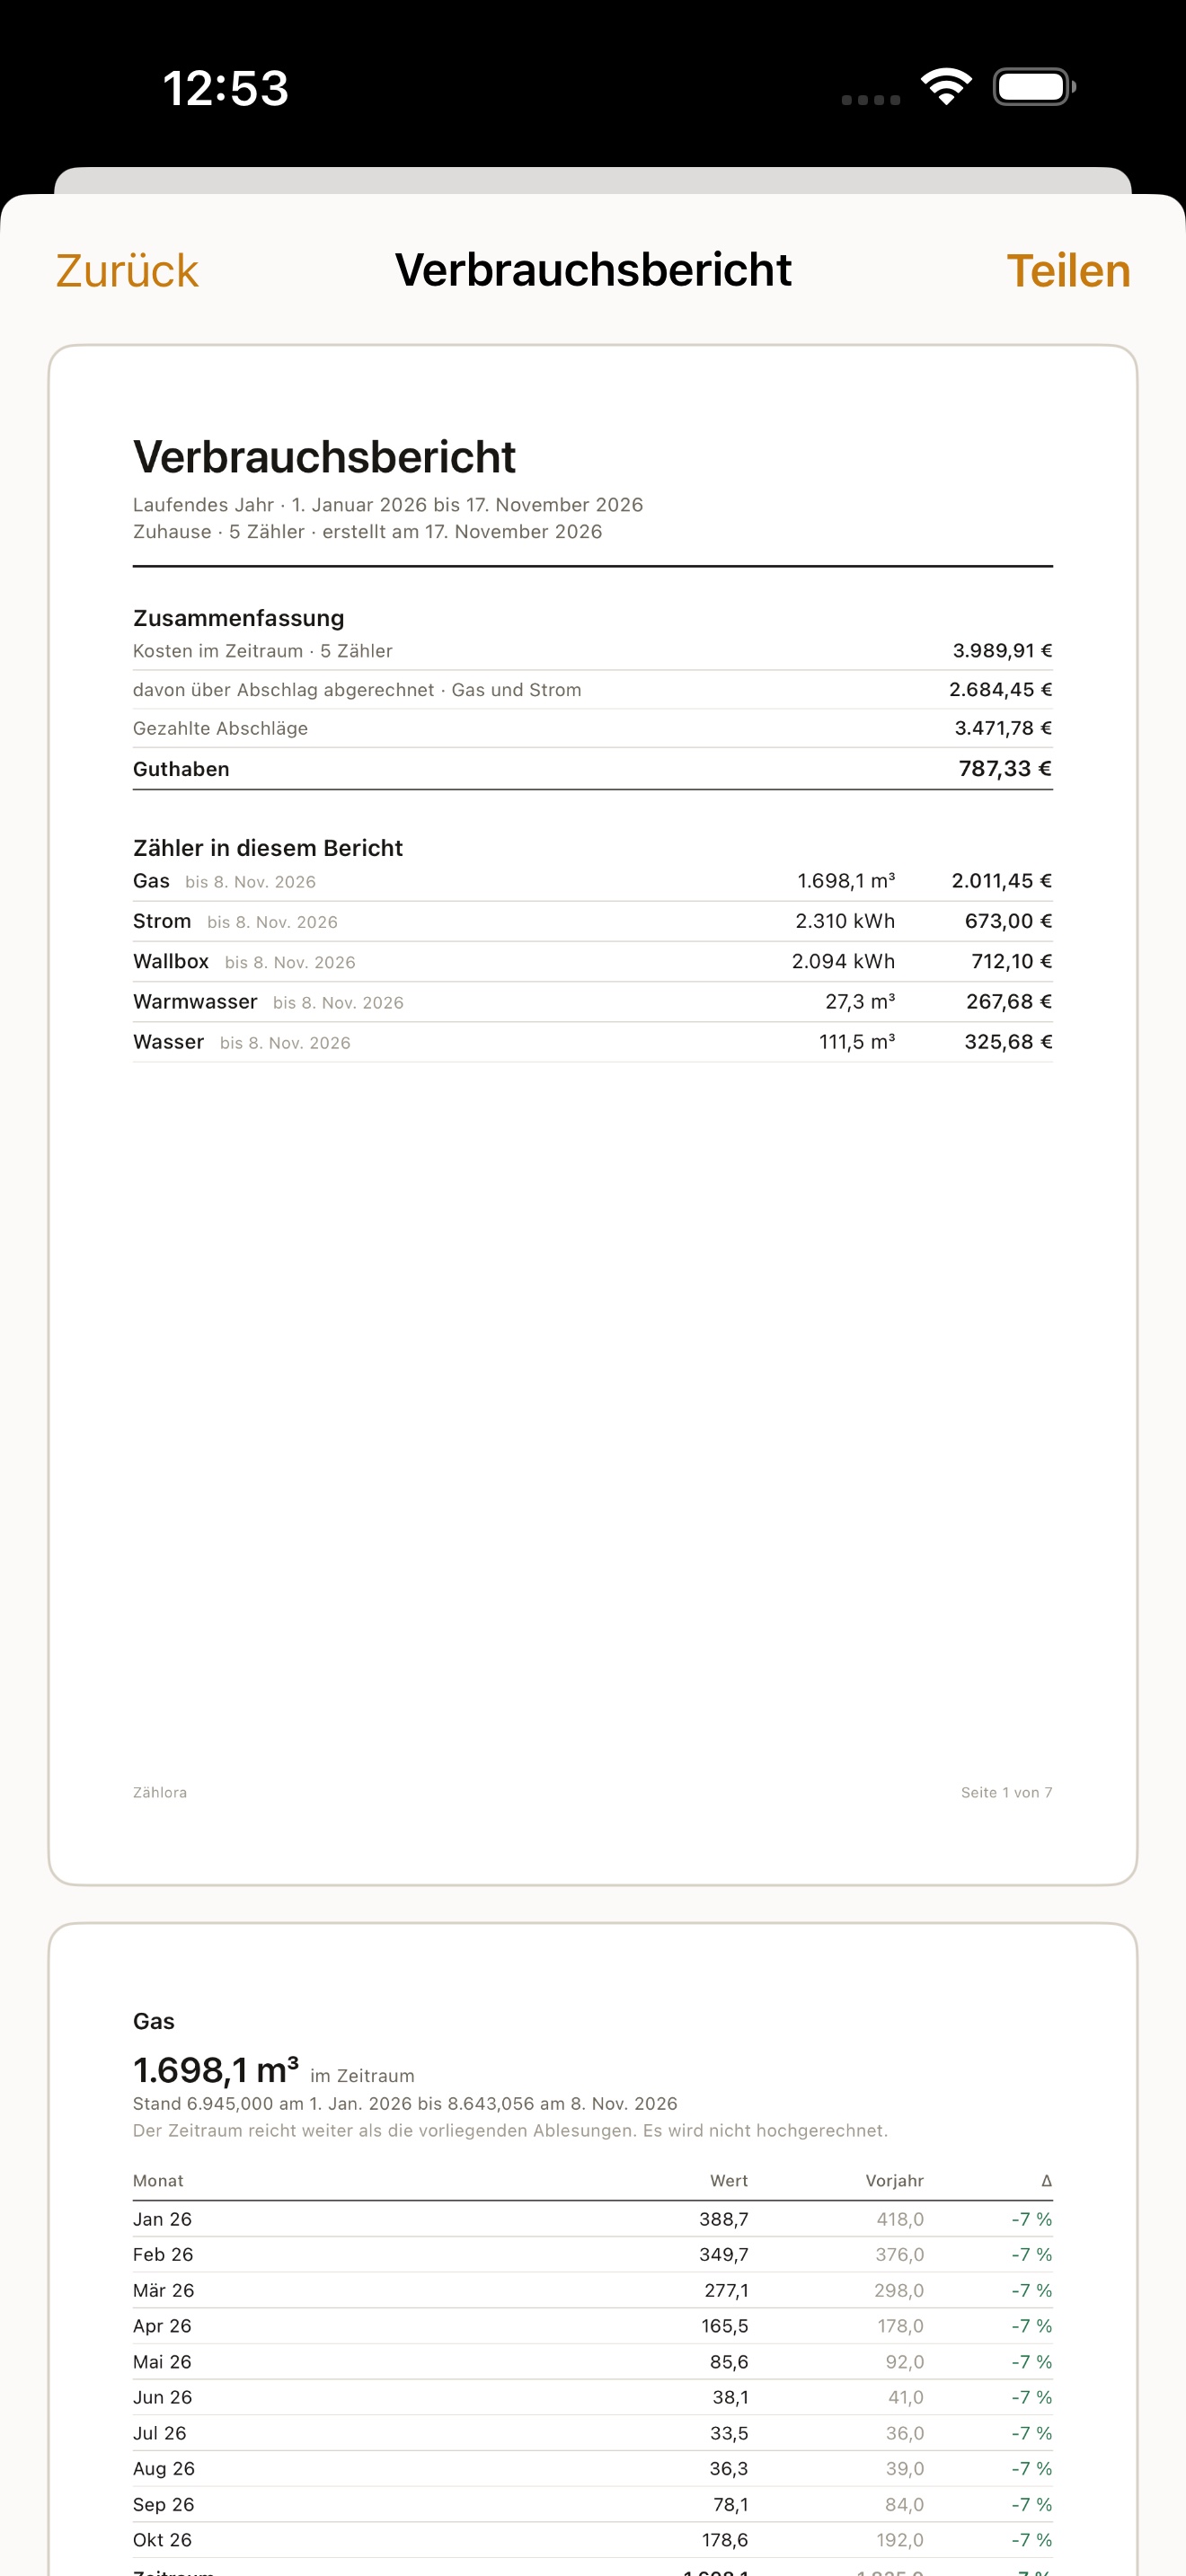 12:53
Zurück Verbrauchsbericht Teilen
Verbrauchsbericht
Laufendes Jahr · 1. Januar 2026 bis 17. November 2026
Zuhause · 5 Zähler · erstellt am 17. November 2026
Zusammenfassung
Kosten im Zeitraum · 5 Zähler 3.989,91 €
davon über Abschlag abgerechnet · Gas und Strom 2.684,45 €
Gezahlte Abschläge 3.471,78 €
Guthaben 787,33 €
Zähler in diesem Bericht
Gas bis 8. Nov. 2026 1.698,1 m³ 2.011,45 €
Strom bis 8. Nov. 2026 2.310 kWh 673,00 €
Wallbox bis 8. Nov. 2026 2.094 kWh 712,10 €
Warmwasser bis 8. Nov. 2026 27,3 m³ 267,68 €
Wasser bis 8. Nov. 2026 111,5 m³ 325,68 €
Zählora Seite 1 von 7
Gas
1.698,1 m³ im Zeitraum
Stand 6.945,000 am 1. Jan. 2026 bis 8.643,056 am 8. Nov. 2026
Der Zeitraum reicht weiter als die vorliegenden Ablesungen. Es wird nicht hochgerechnet.
Monat Wert Vorjahr Δ
Jan 26 388,7 418,0 -7 %
Feb 26 349,7 376,0 -7 %
Mär 26 277,1 298,0 -7 %
Apr 26 165,5 178,0 -7 %
Mai 26 85,6 92,0 -7 %
Jun 26 38,1 41,0 -7 %
Jul 26 33,5 36,0 -7 %
Aug 26 36,3 39,0 -7 %
Sep 26 78,1 84,0 -7 %
Okt 26 178,6 192,0 -7 %